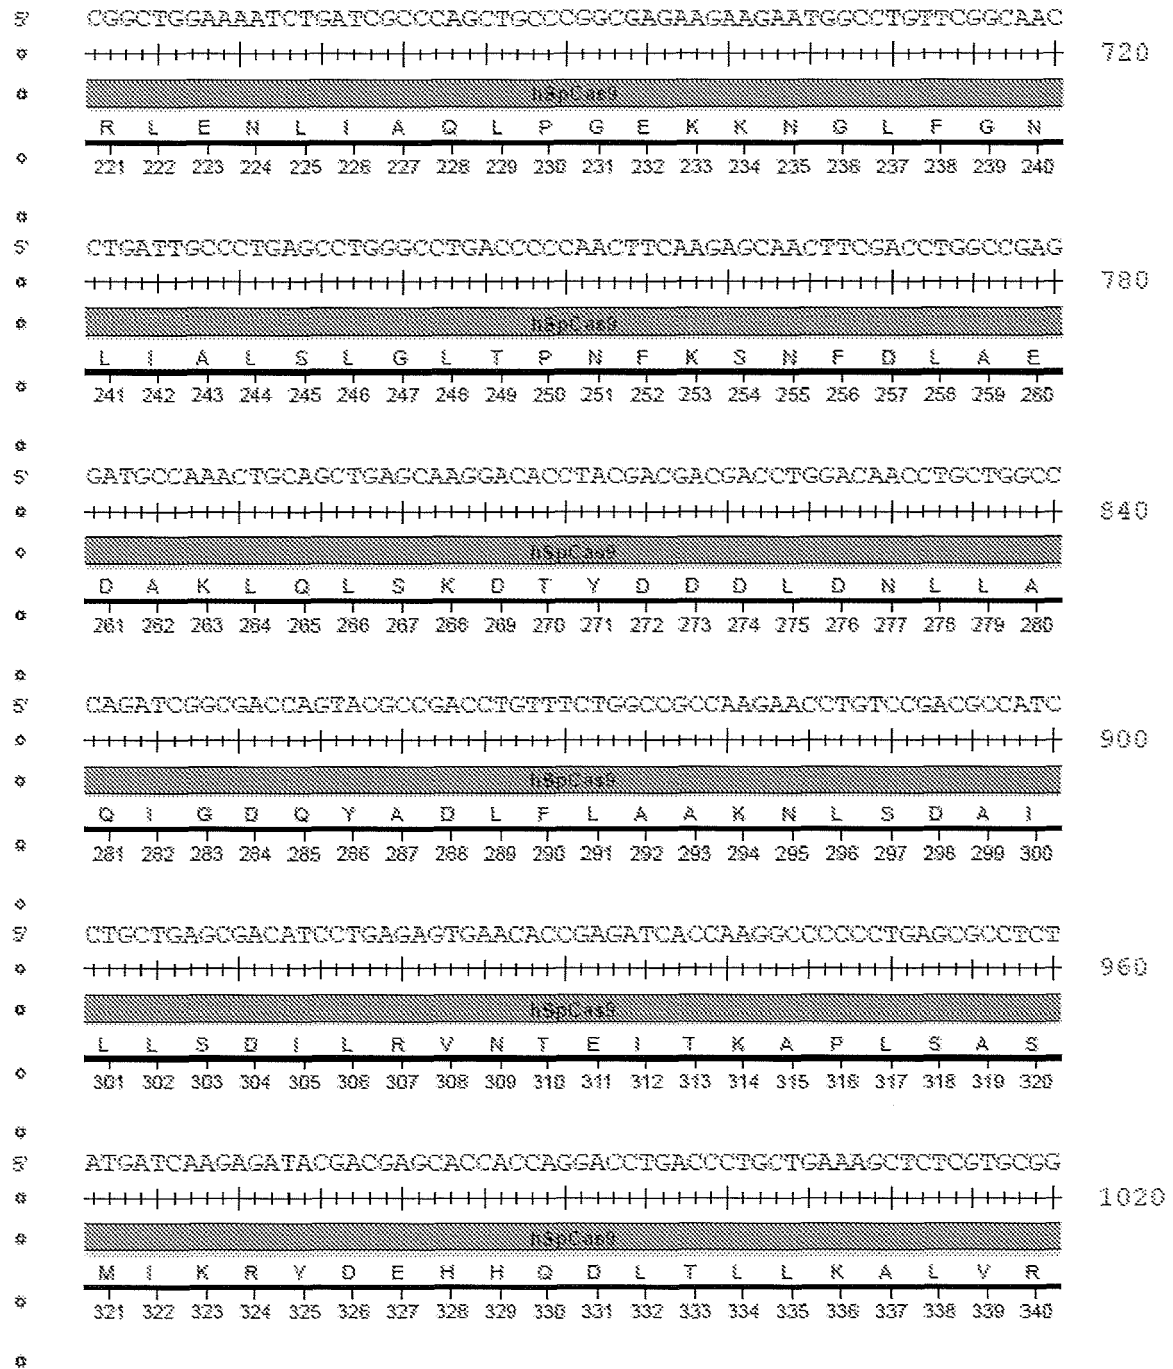 5' CGGCTGGAAAATCTGATCGCCCAGCTGCCCGGCGAGAAGAAGAATGGCCTGTTCGGCAAC
720
hSpCas9
R L E N L I A Q L P G E K K N G L F G N
221 222 223 224 225 226 227 228 229 230 231 232 233 234 235 236 237 238 239 240
5' CTGATTGCCCTGAGCCTGGGCCTGACCCCCAACTTCAAGAGCAACTTCGACCTGGCCGAG
780
hSpCas9
L I A L S L G L T P N F K S N F D L A E
241 242 243 244 245 246 247 248 249 250 251 252 253 254 255 256 257 258 259 260
5' GATGCCAAACTGCAGCTGAGCAAGGACACCTACGACGACGACCTGGACAACCTGCTGGCC
840
hSpCas9
D A K L Q L S K D T Y D D D L D N L L A
261 262 263 264 265 266 267 268 269 270 271 272 273 274 275 276 277 278 279 280
5' CAGATCGGCGACCAGTACGCCGACCTGTTTCTGGCCGCCAAGAACCTGTCCGACGCCATC
900
hSpCas9
Q I G D Q Y A D L F L A A K N L S D A I
281 282 283 284 285 286 287 288 289 290 291 292 293 294 295 296 297 298 299 300
5' CTGCTGAGCGACATCCTGAGAGTGAACACCGAGATCACCAAGGCCCCCCTGAGCGCCTCT
960
hSpCas9
L L S D I L R V N T E I T K A P L S A S
301 302 303 304 305 306 307 308 309 310 311 312 313 314 315 316 317 318 319 320
5' ATGATCAAGAGATACGACGAGCACCACCAGGACCTGACCCTGCTGAAAGCTCTCGTGCGG
1020
hSpCas9
M I K R Y D E H H Q D L T L L K A L V R
321 322 323 324 325 326 327 328 329 330 331 332 333 334 335 336 337 338 339 340